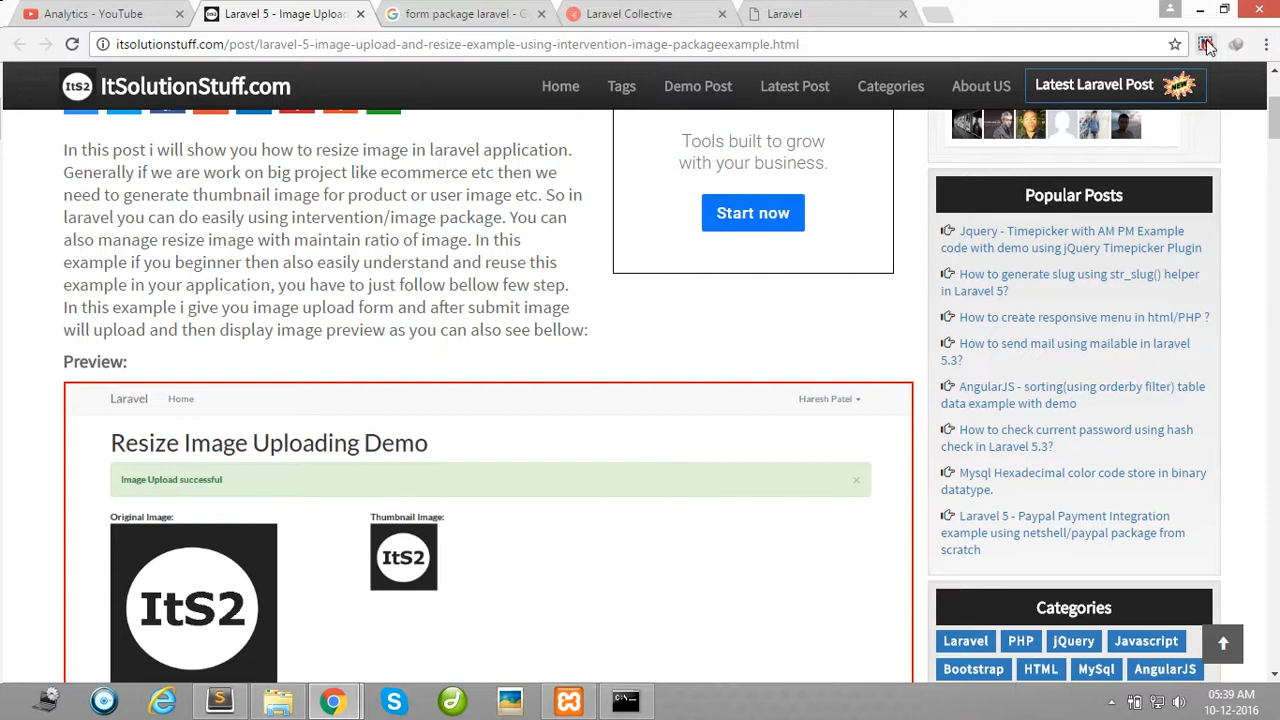 Analytics - YouTube
Laravel 5 - Image Uploa
form package laravel - G
Laravel Collective
Laravel
itsolutionstuff.com/post/laravel-5-image-upload-and-resize-example-using-intervention-image-packageexample.html
ItS2
ItSolutionStuff.com
Home
Tags
Demo Post
Latest Post
Categories
About US
Latest Laravel Post
In this post i will show you how to resize image in laravel application.
Generally if we are work on big project like ecommerce etc then we
need to generate thumbnail image for product or user image etc. So in
laravel you can do easily using intervention/image package. You can
also manage resize image with maintain ratio of image. In this
example if you beginner then also easily understand and reuse this
example in your application, you have to just follow bellow few step.
In this example i give you image upload form and after submit image
will upload and then display image preview as you can also see bellow:
Preview:
Laravel
Home
Haresh Patel
Resize Image Uploading Demo
Image Upload successful
×
Original Image:
Thumbnail Image:
ItS2
ItS2
Tools built to grow
with your business.
Start now
Popular Posts
Jquery - Timepicker with AM PM Example
code with demo using jQuery Timepicker Plugin
How to generate slug using str_slug() helper
in Laravel 5?
How to create responsive menu in html/PHP ?
How to send mail using mailable in laravel
5.3?
AngularJS - sorting(using orderby filter) table
data example with demo
How to check current password using hash
check in Laravel 5.3?
Mysql Hexadecimal color code store in binary
datatype.
Laravel 5 - Paypal Payment Integration
example using netshell/paypal package from
scratch
Categories
Laravel
PHP
jQuery
Javascript
Bootstrap
HTML
MySql
AngularJS
05:39 AM
10-12-2016